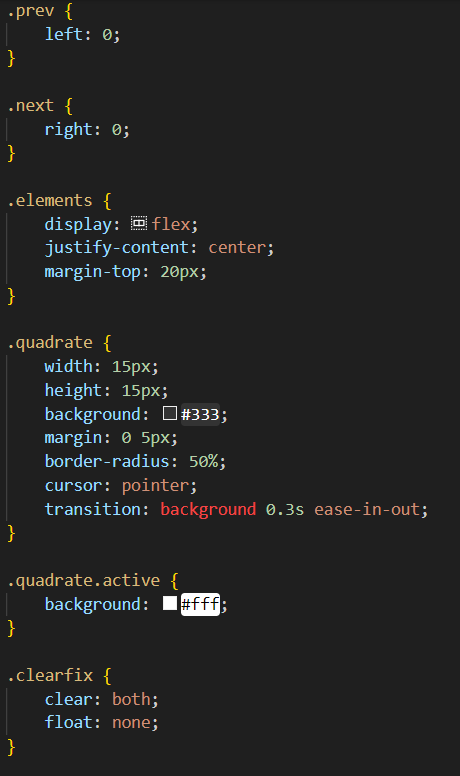 .prev {
    left: 0;
}

.next {
    right: 0;
}

.elements {
    display: flex;
    justify-content: center;
    margin-top: 20px;
}

.quadrate {
    width: 15px;
    height: 15px;
    background: #333;
    margin: 0 5px;
    border-radius: 50%;
    cursor: pointer;
    transition: background 0.3s ease-in-out;
}

.quadrate.active {
    background: #fff;
}

.clearfix {
    clear: both;
    float: none;
}